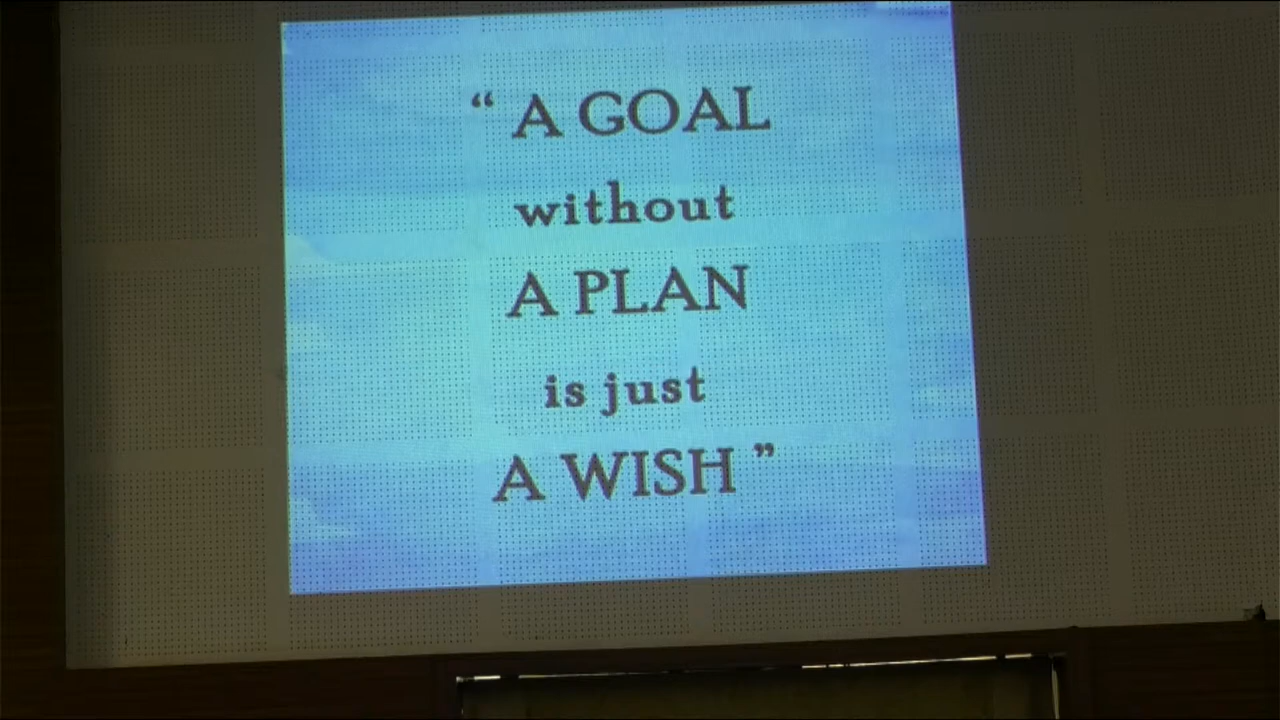 “ A GOAL
without
A PLAN
is just
A WISH ”